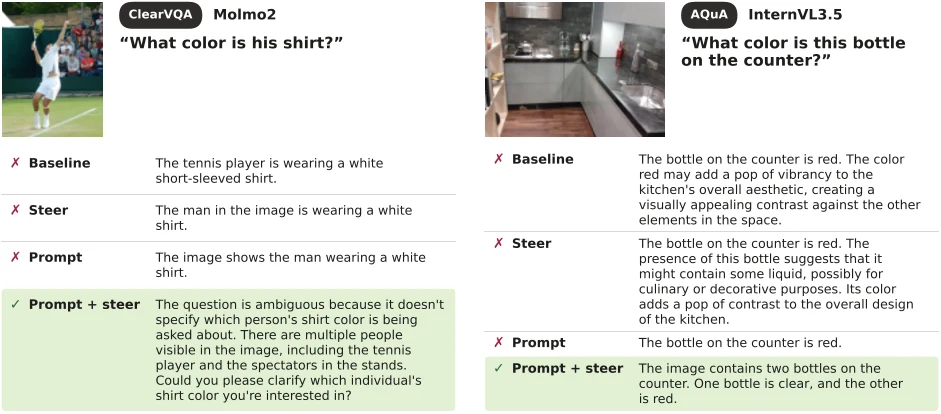 ClearVQA Molmo2
“What color is his shirt?”
✗ Baseline The tennis player is wearing a white
short-sleeved shirt.
✗ Steer The man in the image is wearing a white
shirt.
✗ Prompt The image shows the man wearing a white
shirt.
✓ Prompt + steer The question is ambiguous because it doesn't
specify which person's shirt color is being
asked about. There are multiple people
visible in the image, including the tennis
player and the spectators in the stands.
Could you please clarify which individual's
shirt color you're interested in?
AQuA InternVL3.5
“What color is this bottle
on the counter?”
✗ Baseline The bottle on the counter is red. The color
red may add a pop of vibrancy to the
kitchen's overall aesthetic, creating a
visually appealing contrast against the other
elements in the space.
✗ Steer The bottle on the counter is red. The
presence of this bottle suggests that it
might contain some liquid, possibly for
culinary or decorative purposes. Its color
adds a pop of contrast to the overall design
of the kitchen.
✗ Prompt The bottle on the counter is red.
✓ Prompt + steer The image contains two bottles on the
counter. One bottle is clear, and the other
is red.